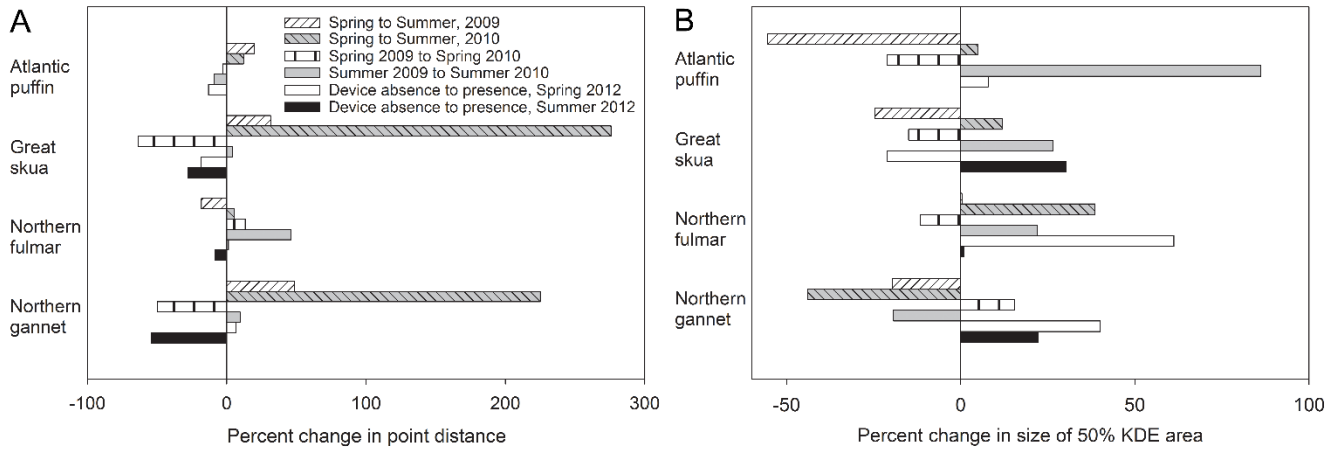 A
Spring to Summer, 2009
Spring to Summer, 2010
Spring 2009 to Spring 2010
Summer 2009 to Summer 2010
Device absence to presence, Spring 2012
Device absence to presence, Summer 2012
Atlantic
puffin
Great
skua
Northern
fulmar
Northern
gannet
-100 0 100 200 300
Percent change in point distance
B
Atlantic
puffin
Great
skua
Northern
fulmar
Northern
gannet
-50 0 50 100
Percent change in size of 50% KDE area